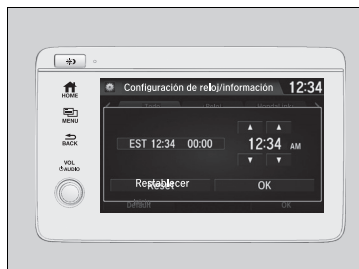 Configuración de reloj/información 12:34
HOME
MENU
BACK
VOL
AUDIO
EST 12:34 00:00
12:34 AM
Restablecer
Reset
OK
Default
OK